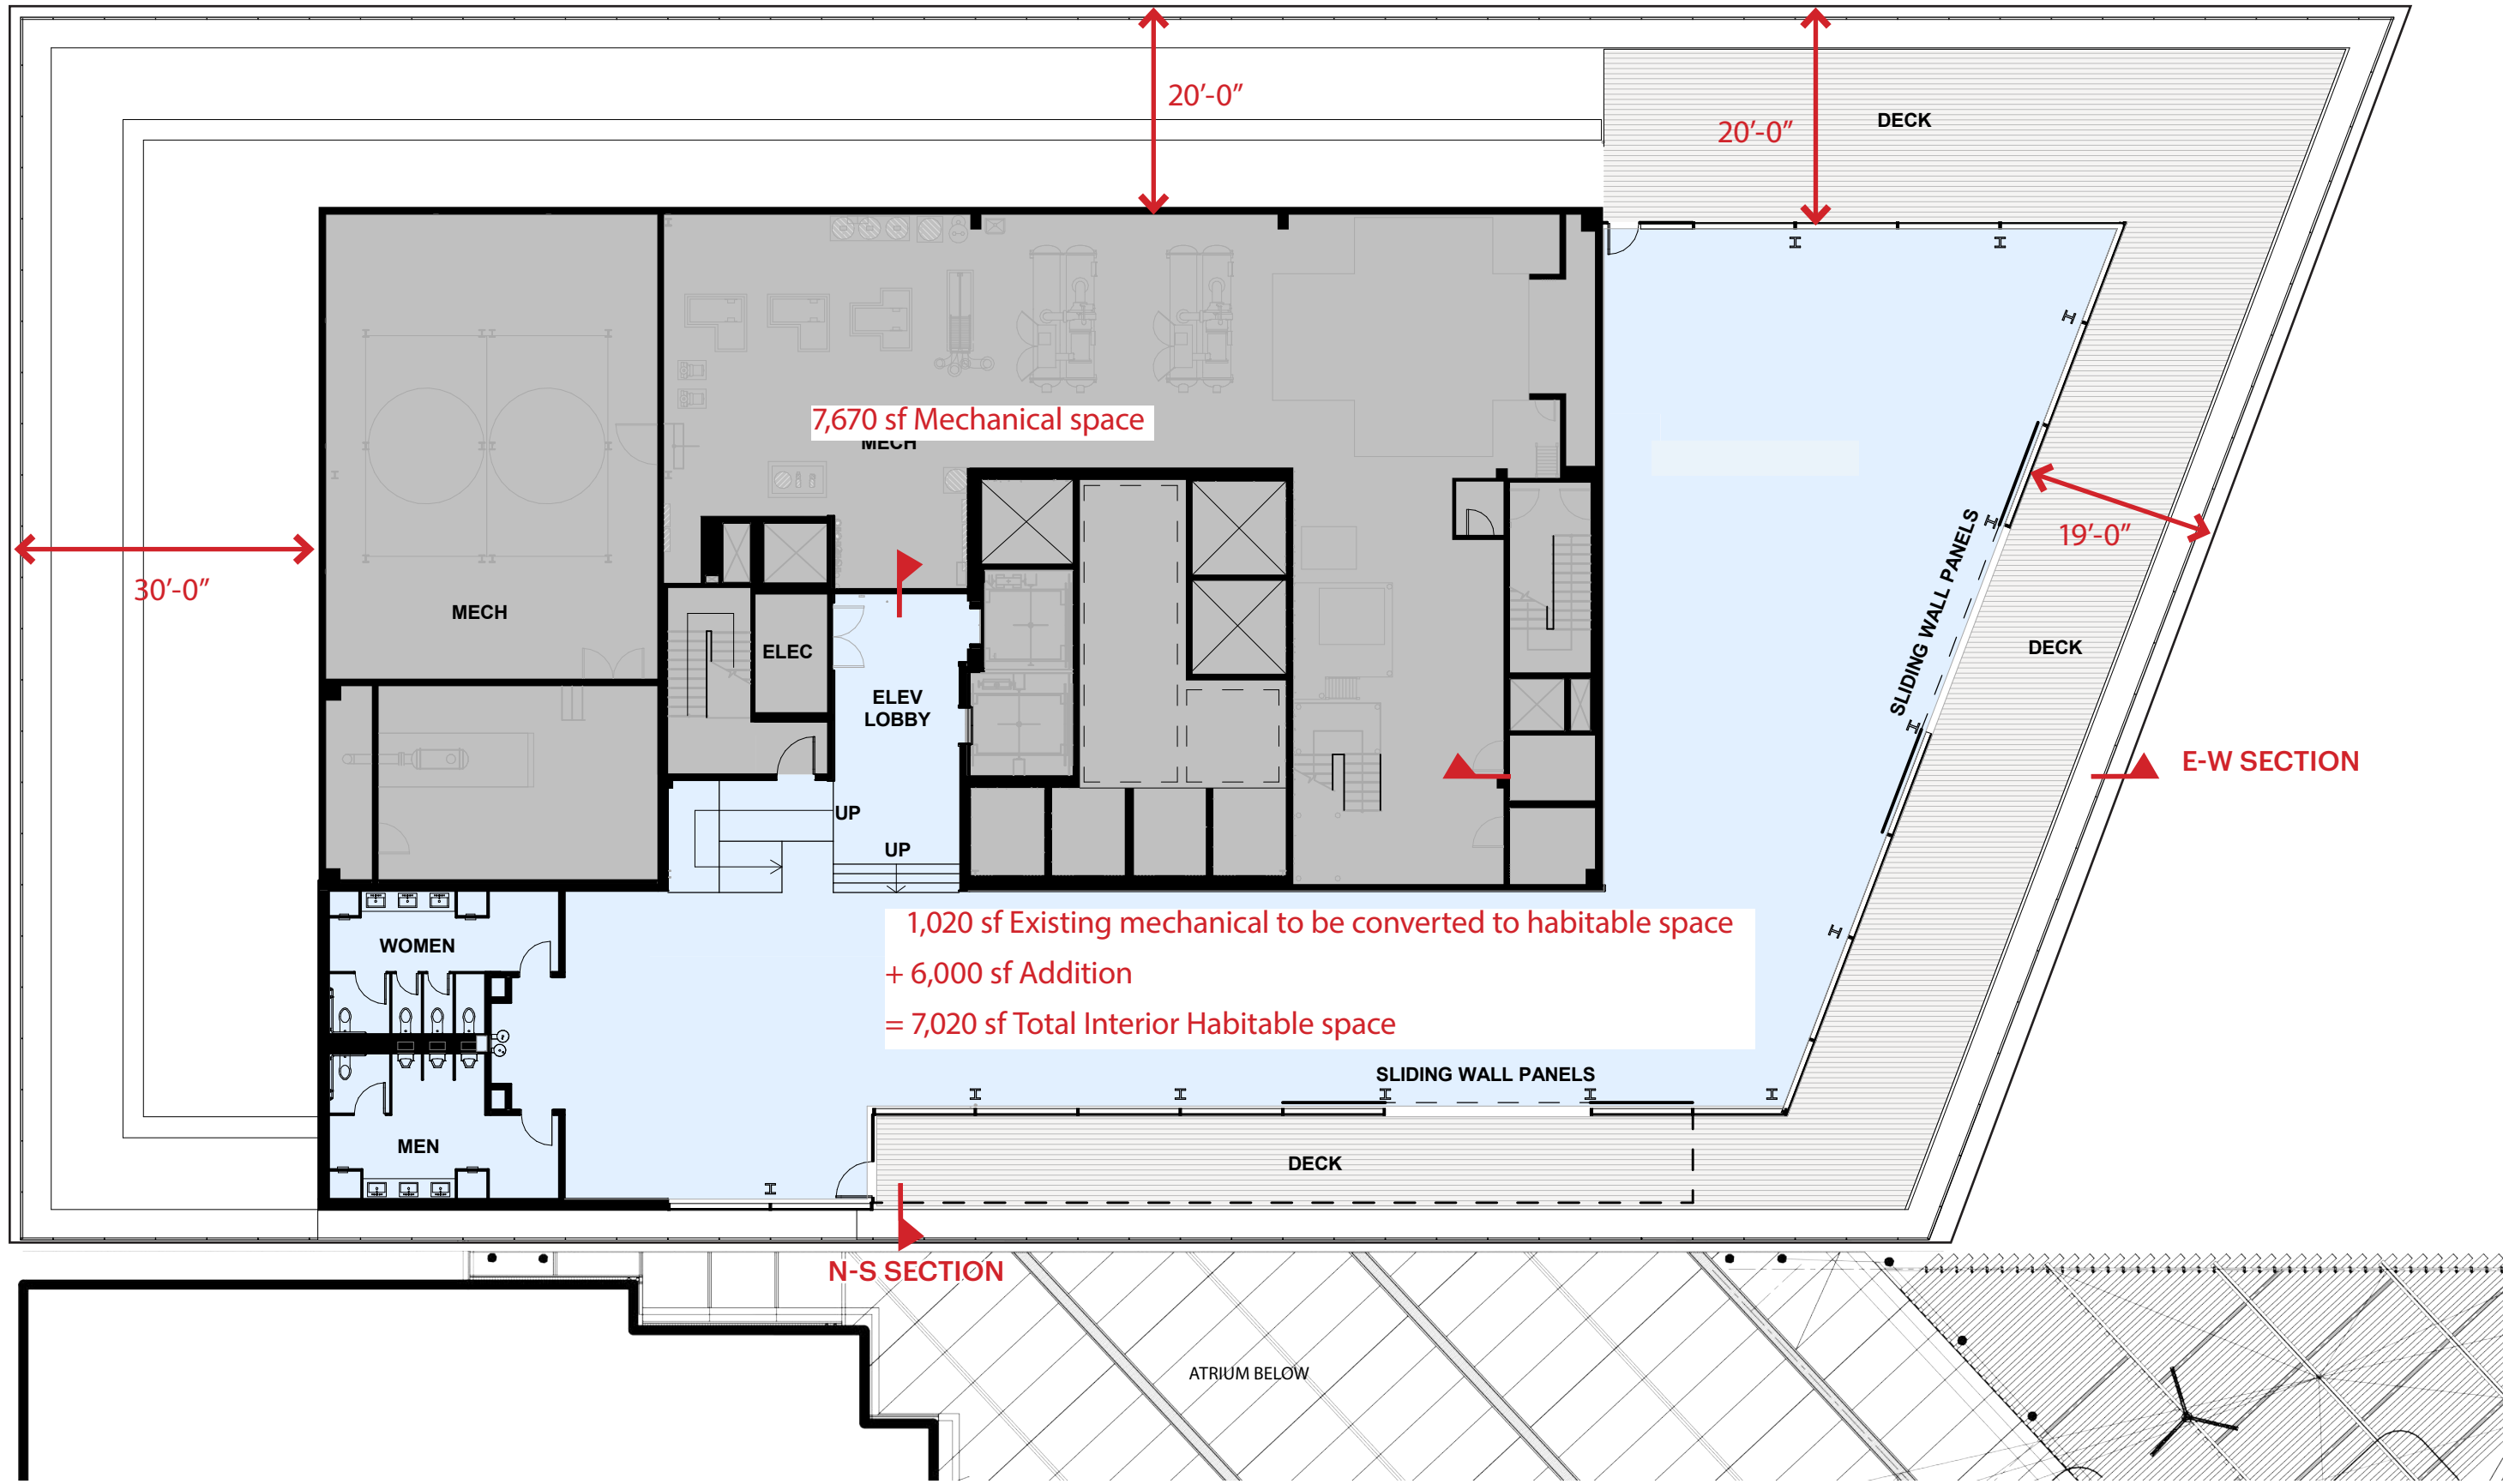 20'-0"
20'-0"
DECK
7,670 sf Mechanical space
MECH
19'-0"
SLIDING WALL PANELS
30'-0"
MECH
ELEC
DECK
ELEV
LOBBY
E-W SECTION
UP
UP
1,020 sf Existing mechanical to be converted to habitable space
WOMEN
+ 6,000 sf Addition
= 7,020 sf Total Interior Habitable space
SLIDING WALL PANELS
MEN
DECK
N-S SECTION
ATRIUM BELOW